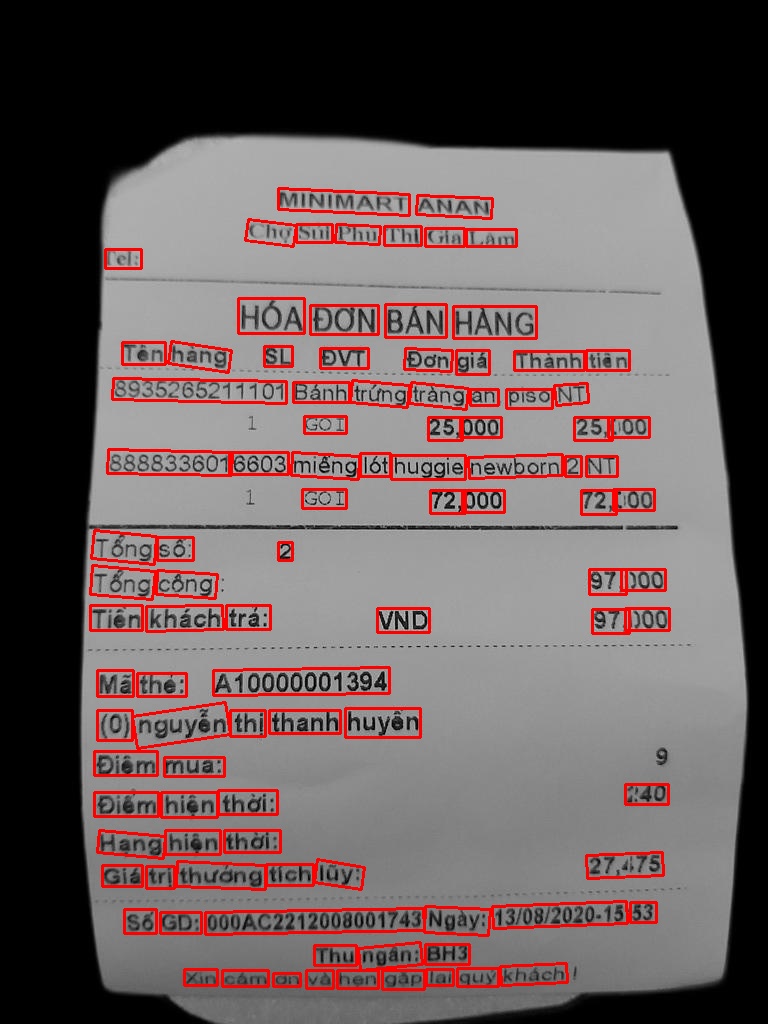 MINIMART ANAN
Chợ Sủi Phú Thị Gia Lâm
Tel:
HÓA ĐƠN BÁN HÀNG
Tên hàng SL ĐVT Đơn giá Thành tiền
8935265211101 Bánh trứng tràng an piso NT
1 GOI 25,000 25,000
8888336016603 miếng lót huggie newborn 2 NT
1 GOI 72,000 72,000
Tổng số: 2
Tổng cộng: 97,000
Tiền khách trả: VND 97,000
Mã thẻ: A10000001394
(0) nguyễn thị thanh huyền
Điểm mua: 9
Điểm hiện thời: 240
Hạng hiện thời:
Giá trị thưởng tích lũy: 27,475
Số GD: 000AC2212008001743 Ngày: 13/08/2020-15 53
Thu ngân: BH3
Xin cám ơn và hẹn gặp lại quý khách !